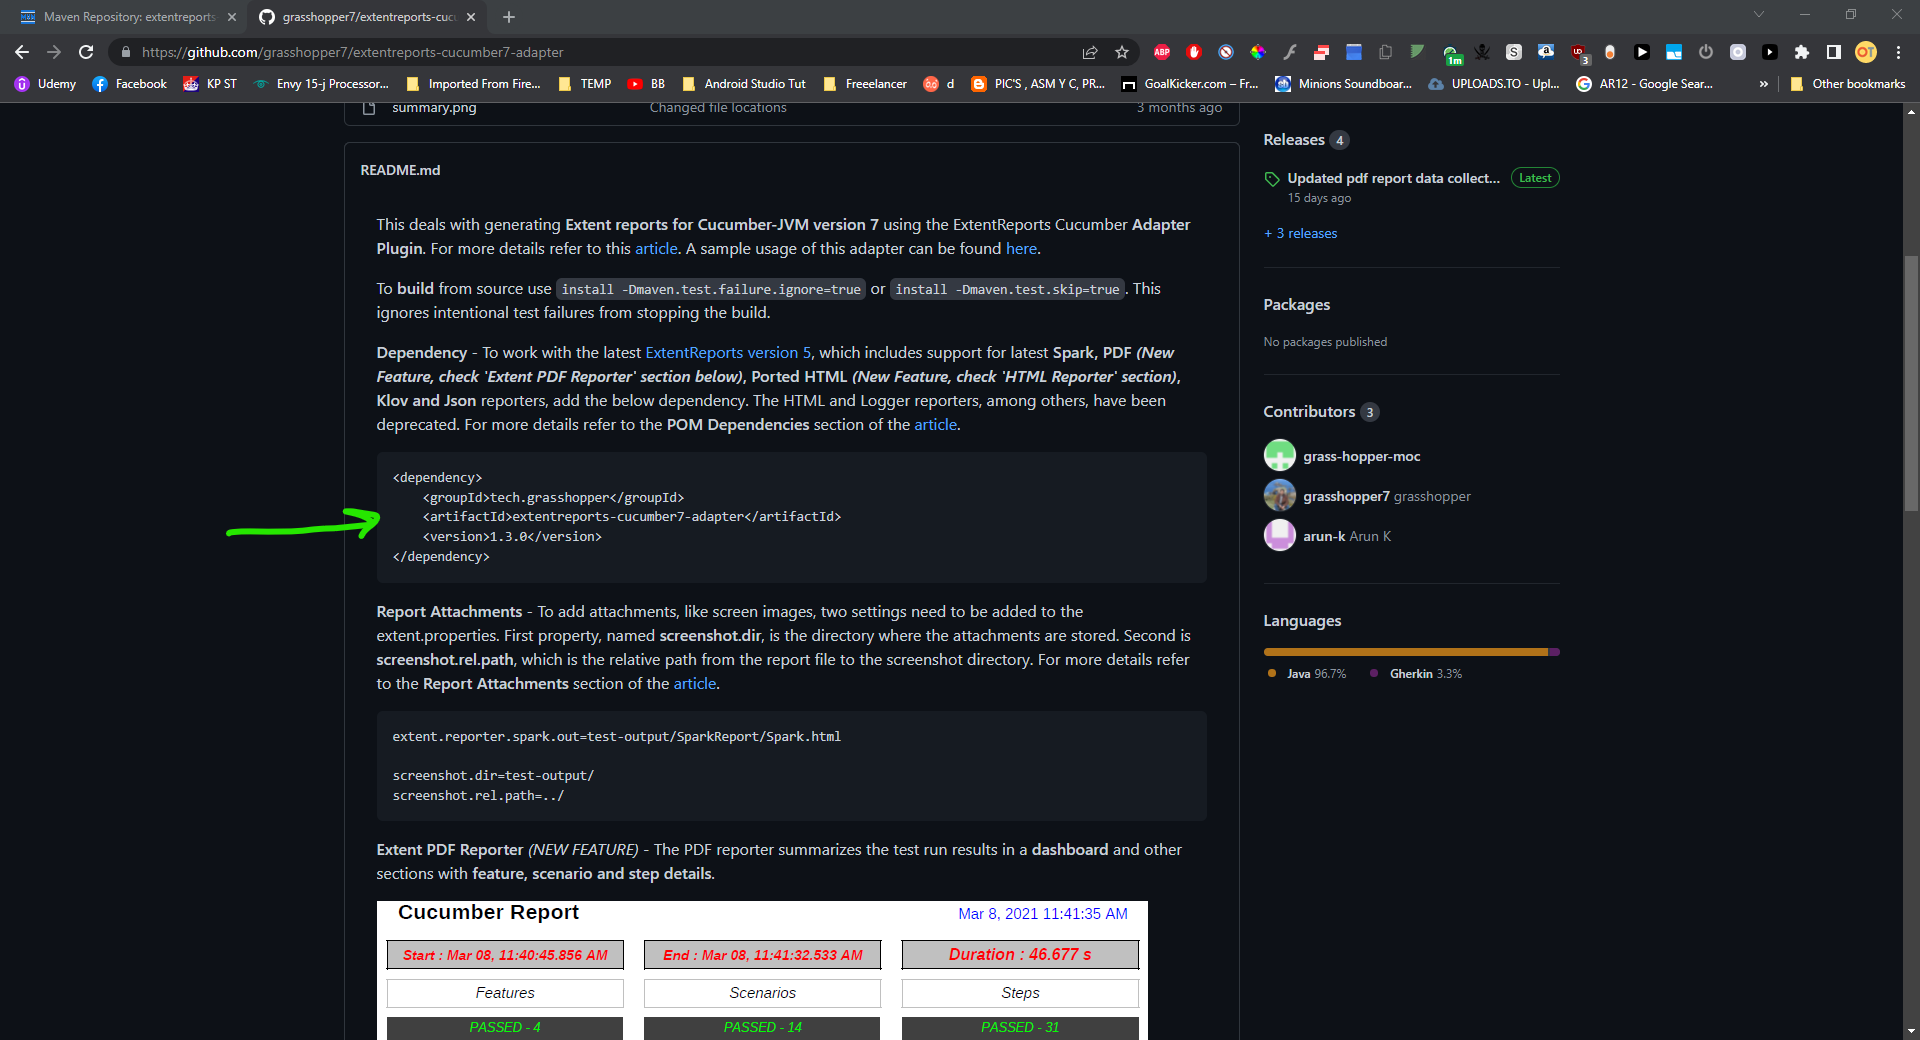 Maven Repository: extentreports
grasshopper7/extentreports-cuc
https://github.com/grasshopper7/extentreports-cucumber7-adapter
ABP
1m
S
a
3
OT
Udemy
Facebook
KP ST
Envy 15-j Processor...
Imported From Fire...
TEMP
BB
Android Studio Tut
Freeelancer
d
PIC'S , ASM Y C, PR...
GoalKicker.com – Fr...
Minions Soundboar...
UPLOADS.TO - Upl...
AR12 - Google Sear...
»
Other bookmarks
summary.png
Changed file locations
3 months ago
README.md
This deals with generating Extent reports for Cucumber-JVM version 7 using the ExtentReports Cucumber Adapter
Plugin. For more details refer to this article. A sample usage of this adapter can be found here.
To build from source use install -Dmaven.test.failure.ignore=true or install -Dmaven.test.skip=true. This
ignores intentional test failures from stopping the build.
Dependency - To work with the latest ExtentReports version 5, which includes support for latest Spark, PDF (New
Feature, check 'Extent PDF Reporter' section below), Ported HTML (New Feature, check 'HTML Reporter' section),
Klov and Json reporters, add the below dependency. The HTML and Logger reporters, among others, have been
deprecated. For more details refer to the POM Dependencies section of the article.
<dependency>
    <groupId>tech.grasshopper</groupId>
    <artifactId>extentreports-cucumber7-adapter</artifactId>
    <version>1.3.0</version>
</dependency>
Report Attachments - To add attachments, like screen images, two settings need to be added to the
extent.properties. First property, named screenshot.dir, is the directory where the attachments are stored. Second is
screenshot.rel.path, which is the relative path from the report file to the screenshot directory. For more details refer
to the Report Attachments section of the article.
extent.reporter.spark.out=test-output/SparkReport/Spark.html
screenshot.dir=test-output/
screenshot.rel.path=../
Extent PDF Reporter (NEW FEATURE) - The PDF reporter summarizes the test run results in a dashboard and other
sections with feature, scenario and step details.
Cucumber Report
Mar 8, 2021 11:41:35 AM
Start : Mar 08, 11:40:45.856 AM
End : Mar 08, 11:41:32.533 AM
Duration : 46.677 s
Features
Scenarios
Steps
PASSED - 4
PASSED - 14
PASSED - 31
Releases 4
Updated pdf report data collect...
Latest
15 days ago
+ 3 releases
Packages
No packages published
Contributors 3
grass-hopper-moc
grasshopper7 grasshopper
arun-k Arun K
Languages
Java 96.7%
Gherkin 3.3%